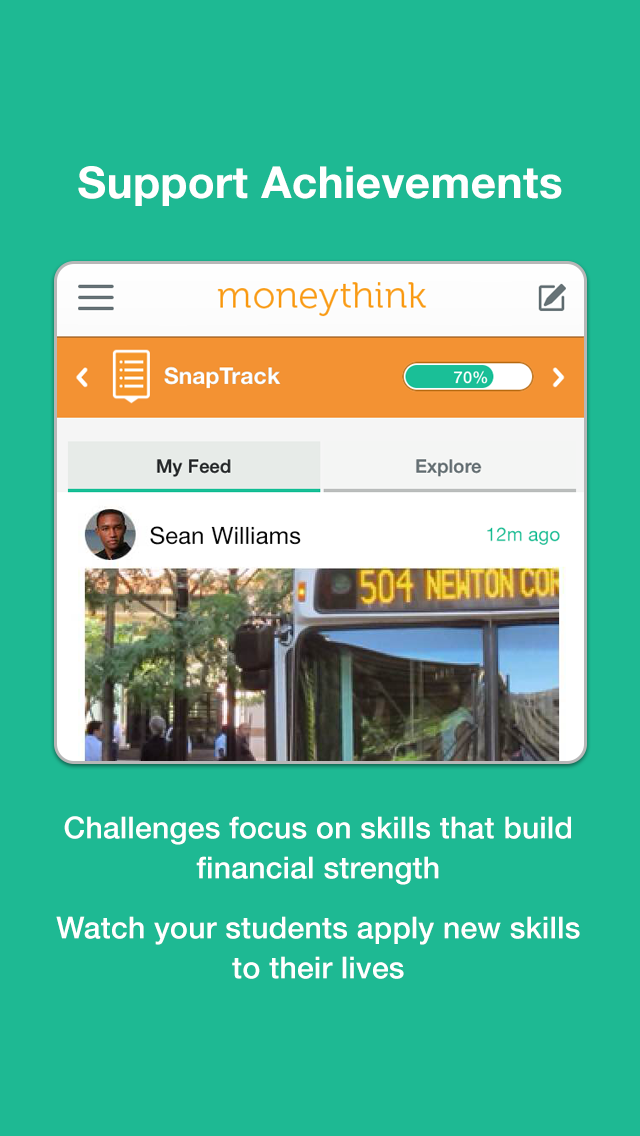 Support Achievements
moneythink
SnapTrack 70%
My Feed Explore
Sean Williams 12m ago
504 NEWTON COR
Challenges focus on skills that build
financial strength
Watch your students apply new skills
to their lives